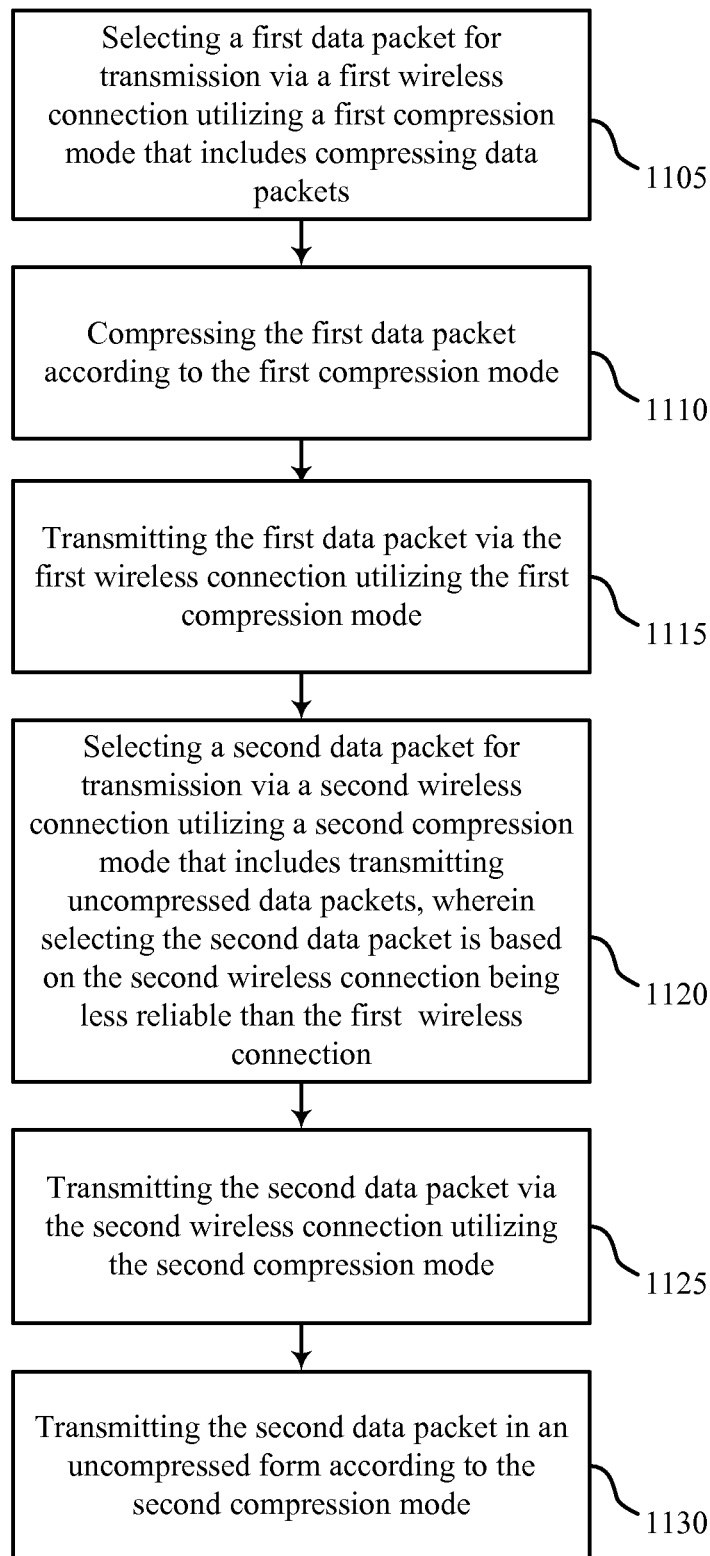 Selecting a first data packet for
transmission via a first wireless
connection utilizing a first compression
mode that includes compressing data
packets
1105
Compressing the first data packet
according to the first compression mode
1110
Transmitting the first data packet via the
first wireless connection utilizing the first
compression mode
1115
Selecting a second data packet for
transmission via a second wireless
connection utilizing a second compression
mode that includes transmitting
uncompressed data packets, wherein
selecting the second data packet is based
on the second wireless connection being
less reliable than the first wireless
connection
1120
Transmitting the second data packet via
the second wireless connection utilizing
the second compression mode
1125
Transmitting the second data packet in an
uncompressed form according to the
second compression mode
1130